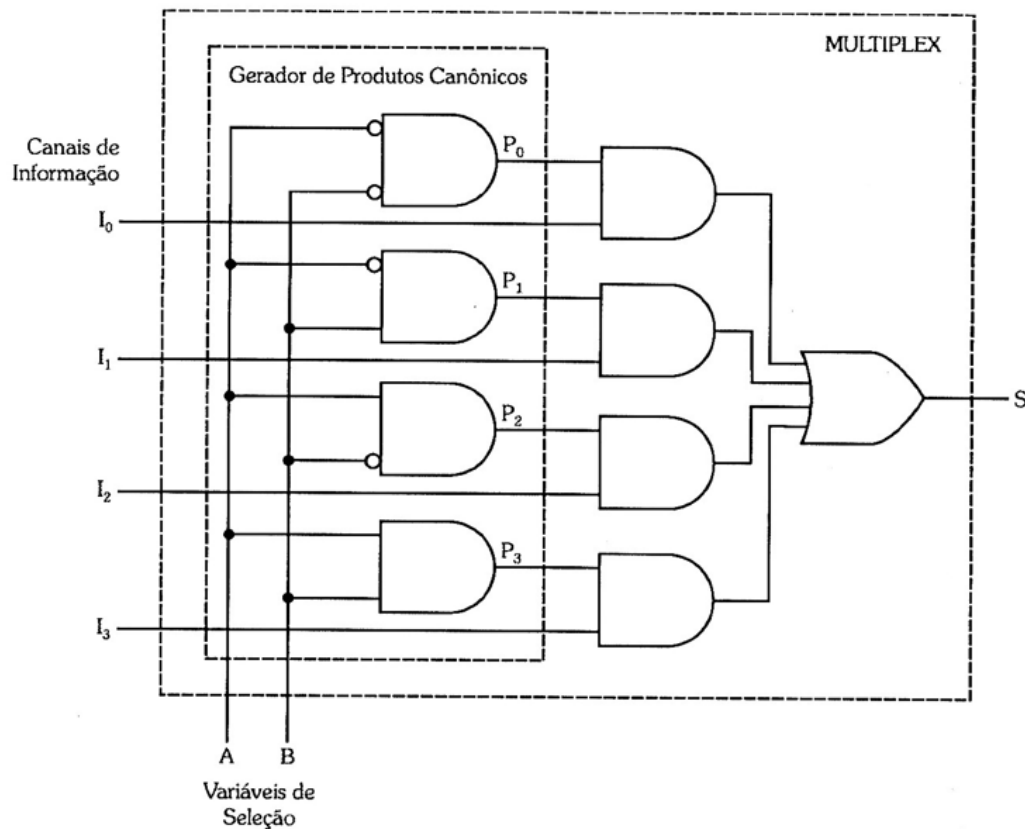 MULTIPLEX
Gerador de Produtos Canônicos
Canais de
Informação
P₀
I₀
P₁
I₁
P₂
I₂
P₃
I₃
S
A
B
Variáveis de
Seleção